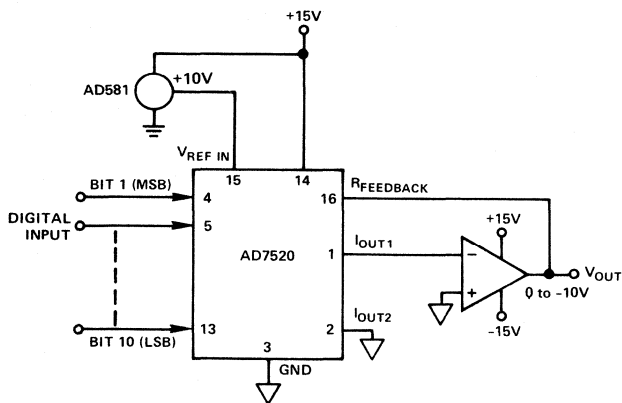 +15V
AD581
+10V
V REF IN
15
14
BIT 1 (MSB)
4
16
R FEEDBACK
DIGITAL
INPUT
5
+15V
AD7520
1
I OUT1
−
V OUT
+
0 to -10V
I OUT2
-15V
BIT 10 (LSB)
13
2
3
GND